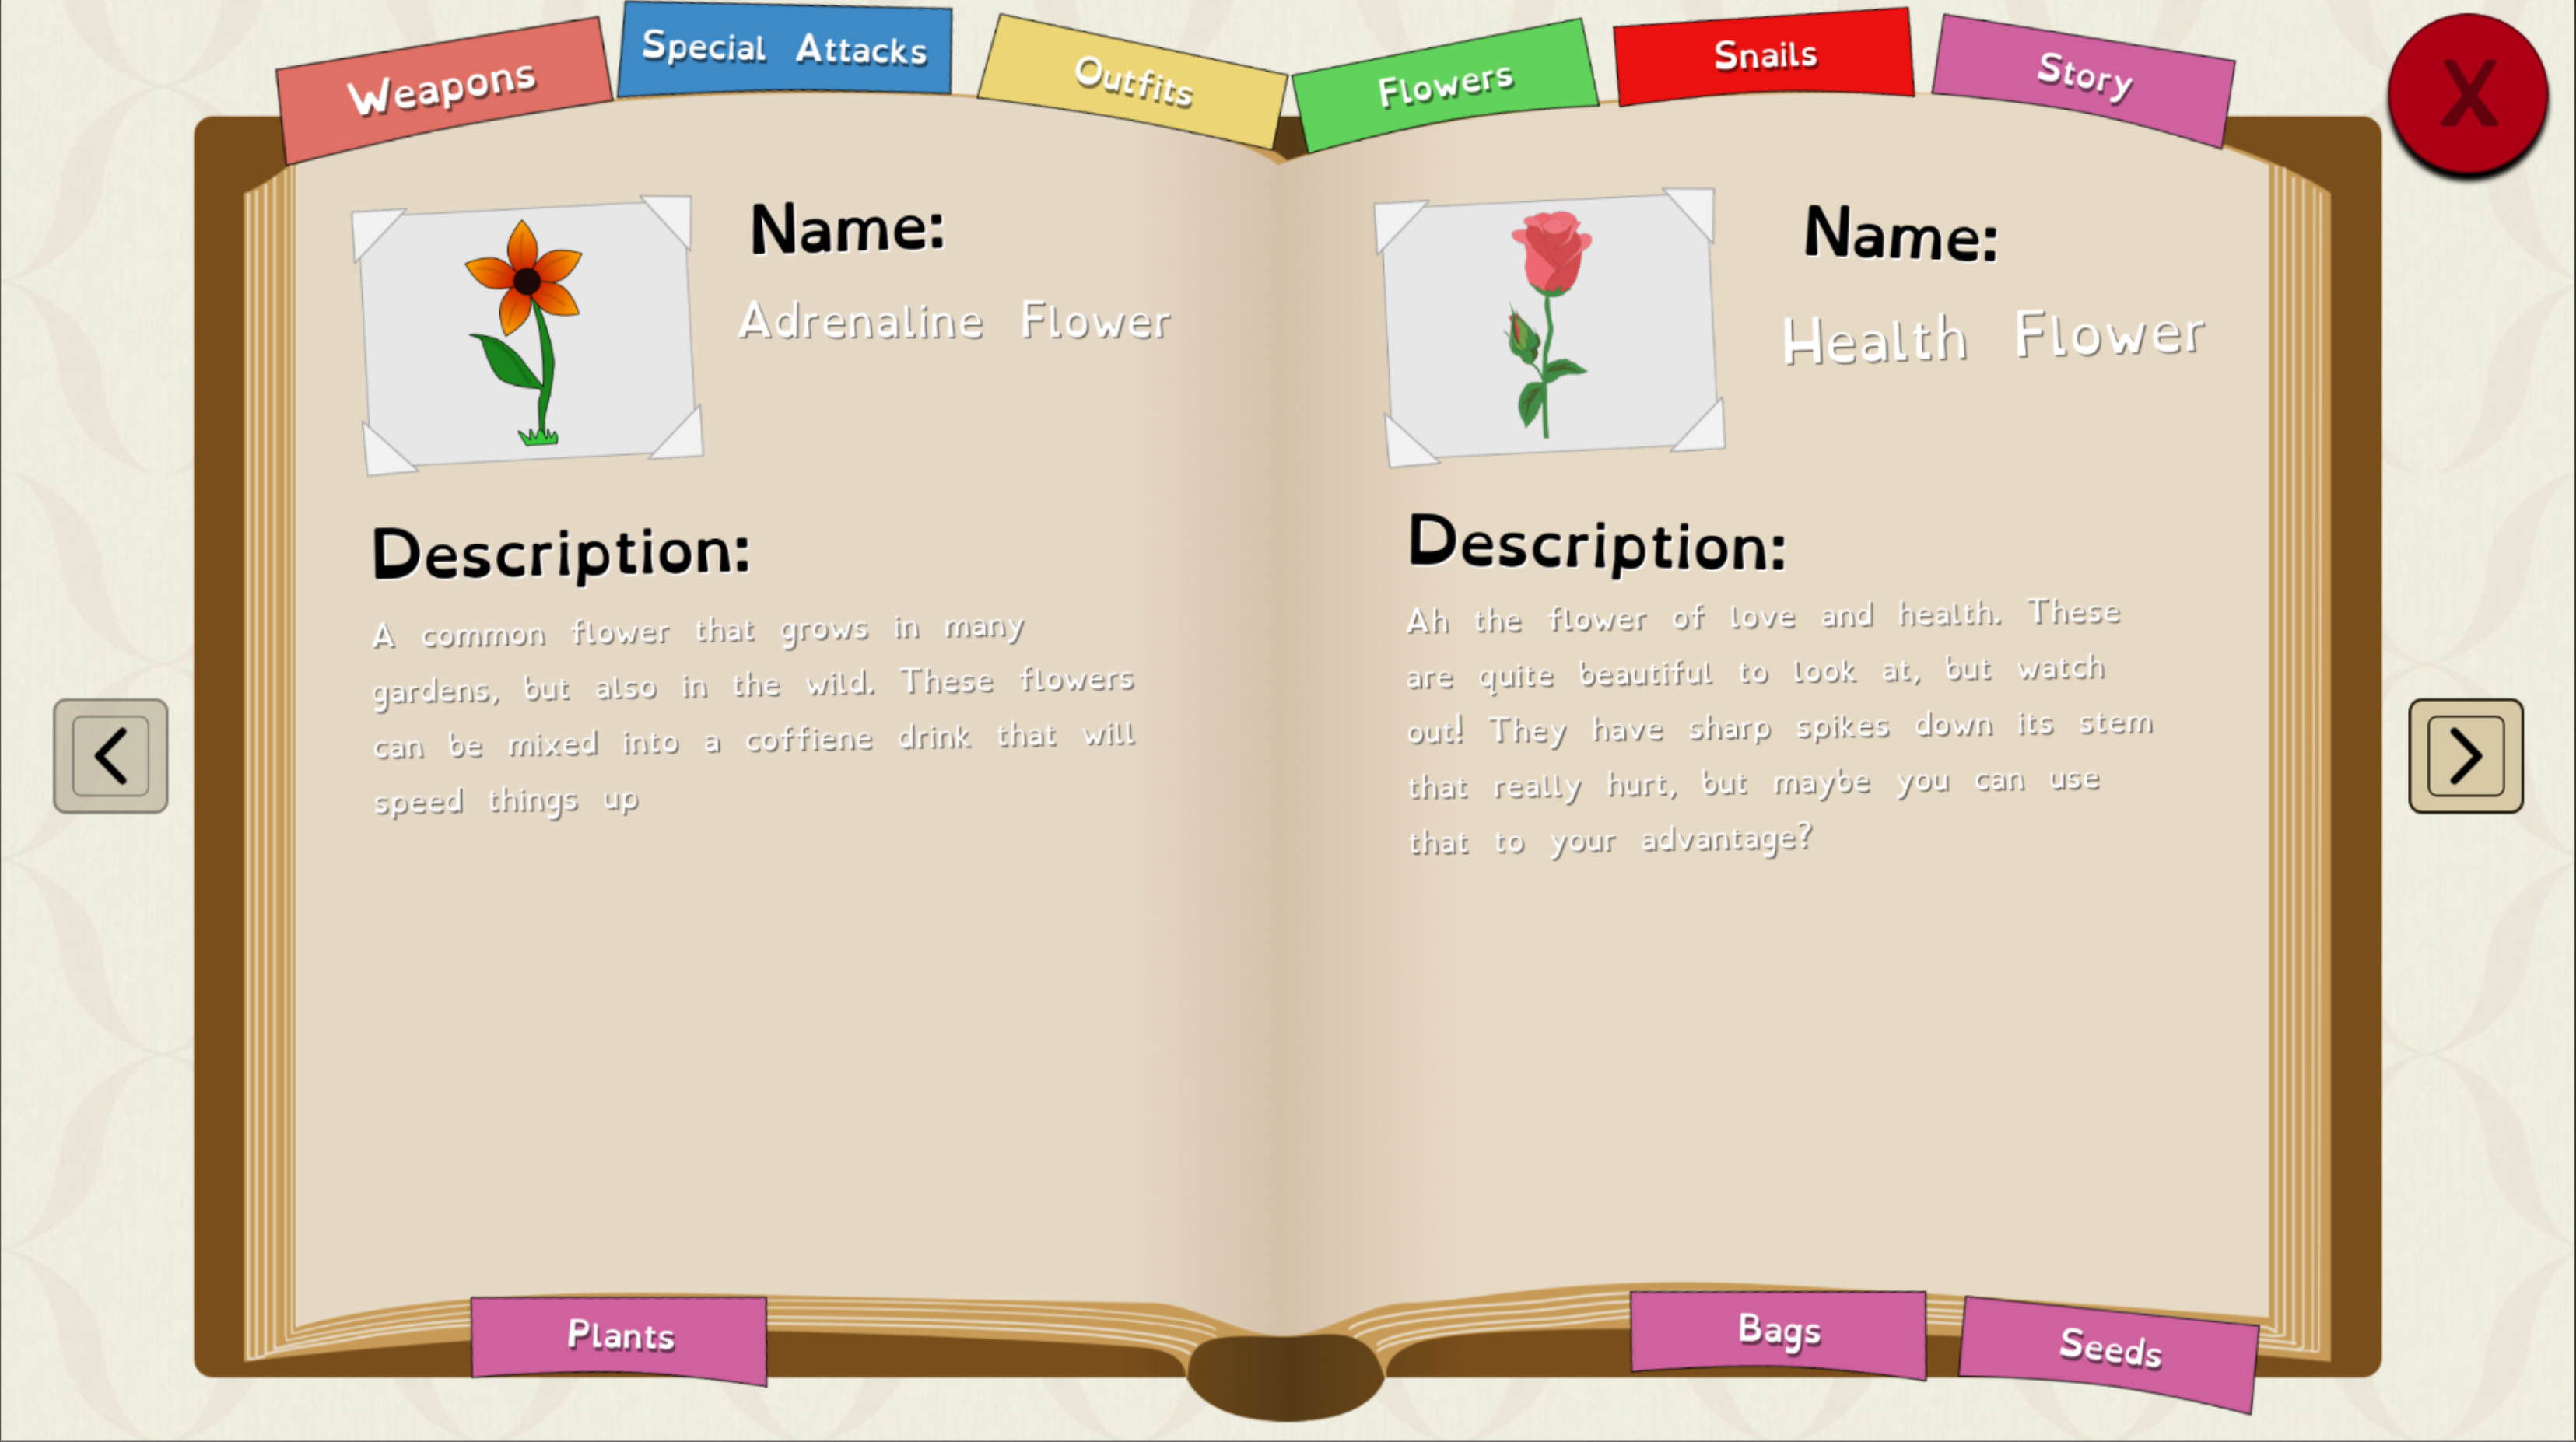 Weapons
Special Attacks
Outfits
Flowers
Snails
Story
X
Name:
Adrenaline Flower
Description:
A common flower that grows in many
gardens, but also in the wild. These flowers
can be mixed into a coffiene drink that will
speed things up
Name:
Health Flower
Description:
Ah the flower of love and health. These
are quite beautiful to look at, but watch
out! They have sharp spikes down its stem
that really hurt, but maybe you can use
that to your advantage?
Plants
Bags
Seeds